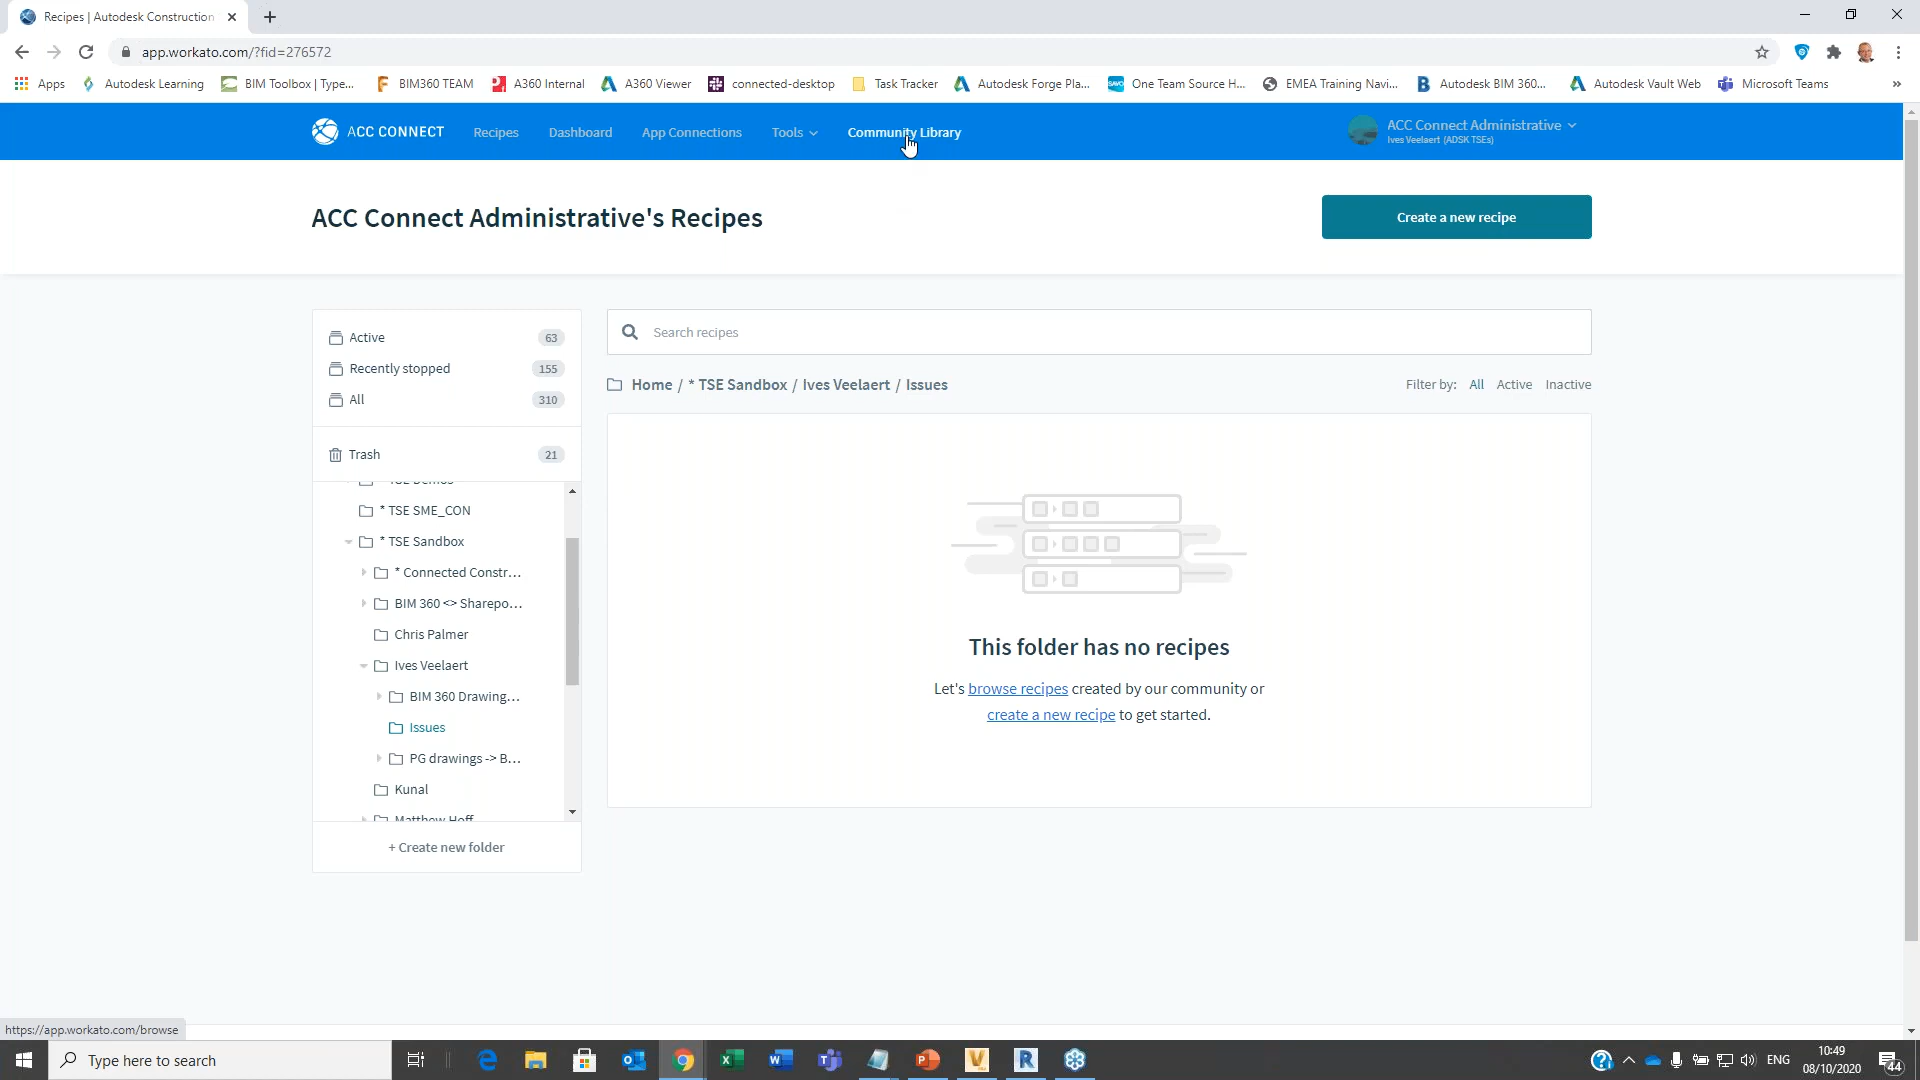 Recipes | Autodesk Construction
app.workato.com/?fid=276572
Apps Autodesk Learning BIM Toolbox | Type... BIM360 TEAM A360 Internal A360 Viewer connected-desktop Task Tracker Autodesk Forge Pla... One Team Source H... EMEA Training Navi... Autodesk BIM 360... Autodesk Vault Web Microsoft Teams »
ACC CONNECT Recipes Dashboard App Connections Tools Community Library ACC Connect Administrative
Ives Veelaert (ADSK TSEs)
ACC Connect Administrative's Recipes
Create a new recipe
Active 63
Recently stopped 155
All 310
Trash 21
* TSE Demos
* TSE SME_CON
* TSE Sandbox
* Connected Constr...
BIM 360 <> Sharepo...
Chris Palmer
Ives Veelaert
BIM 360 Drawing...
Issues
PG drawings -> B...
Kunal
Matthew Hoff
+ Create new folder
Search recipes
Home / * TSE Sandbox / Ives Veelaert / Issues
Filter by: All Active Inactive
This folder has no recipes
Let's browse recipes created by our community or
create a new recipe to get started.
https://app.workato.com/browse
Type here to search
ENG
10:49
08/10/2020
44